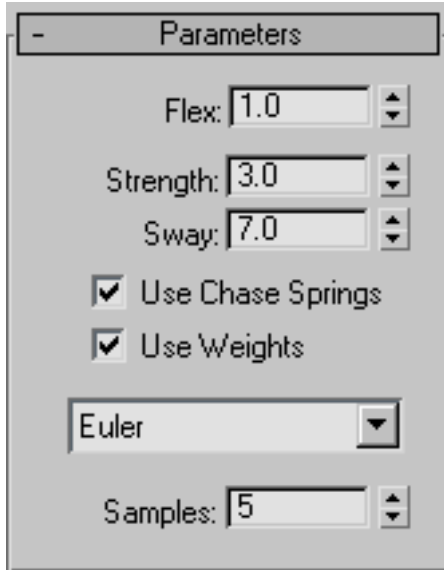 - Parameters
Flex: 1.0
Strength: 3.0
Sway: 7.0
Use Chase Springs
Use Weights
Euler
Samples: 5